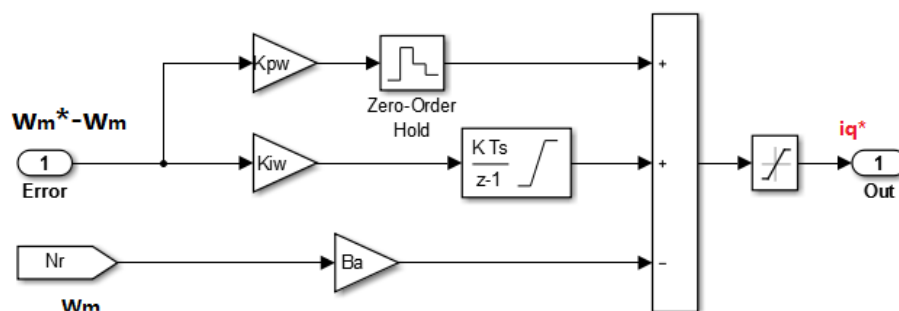 Kpw
+
Zero-Order
Hold
Wm*-Wm
iq*
1
Kiw
K Ts
z-1
+
1
Error
Out
Nr
Ba
−
Wm